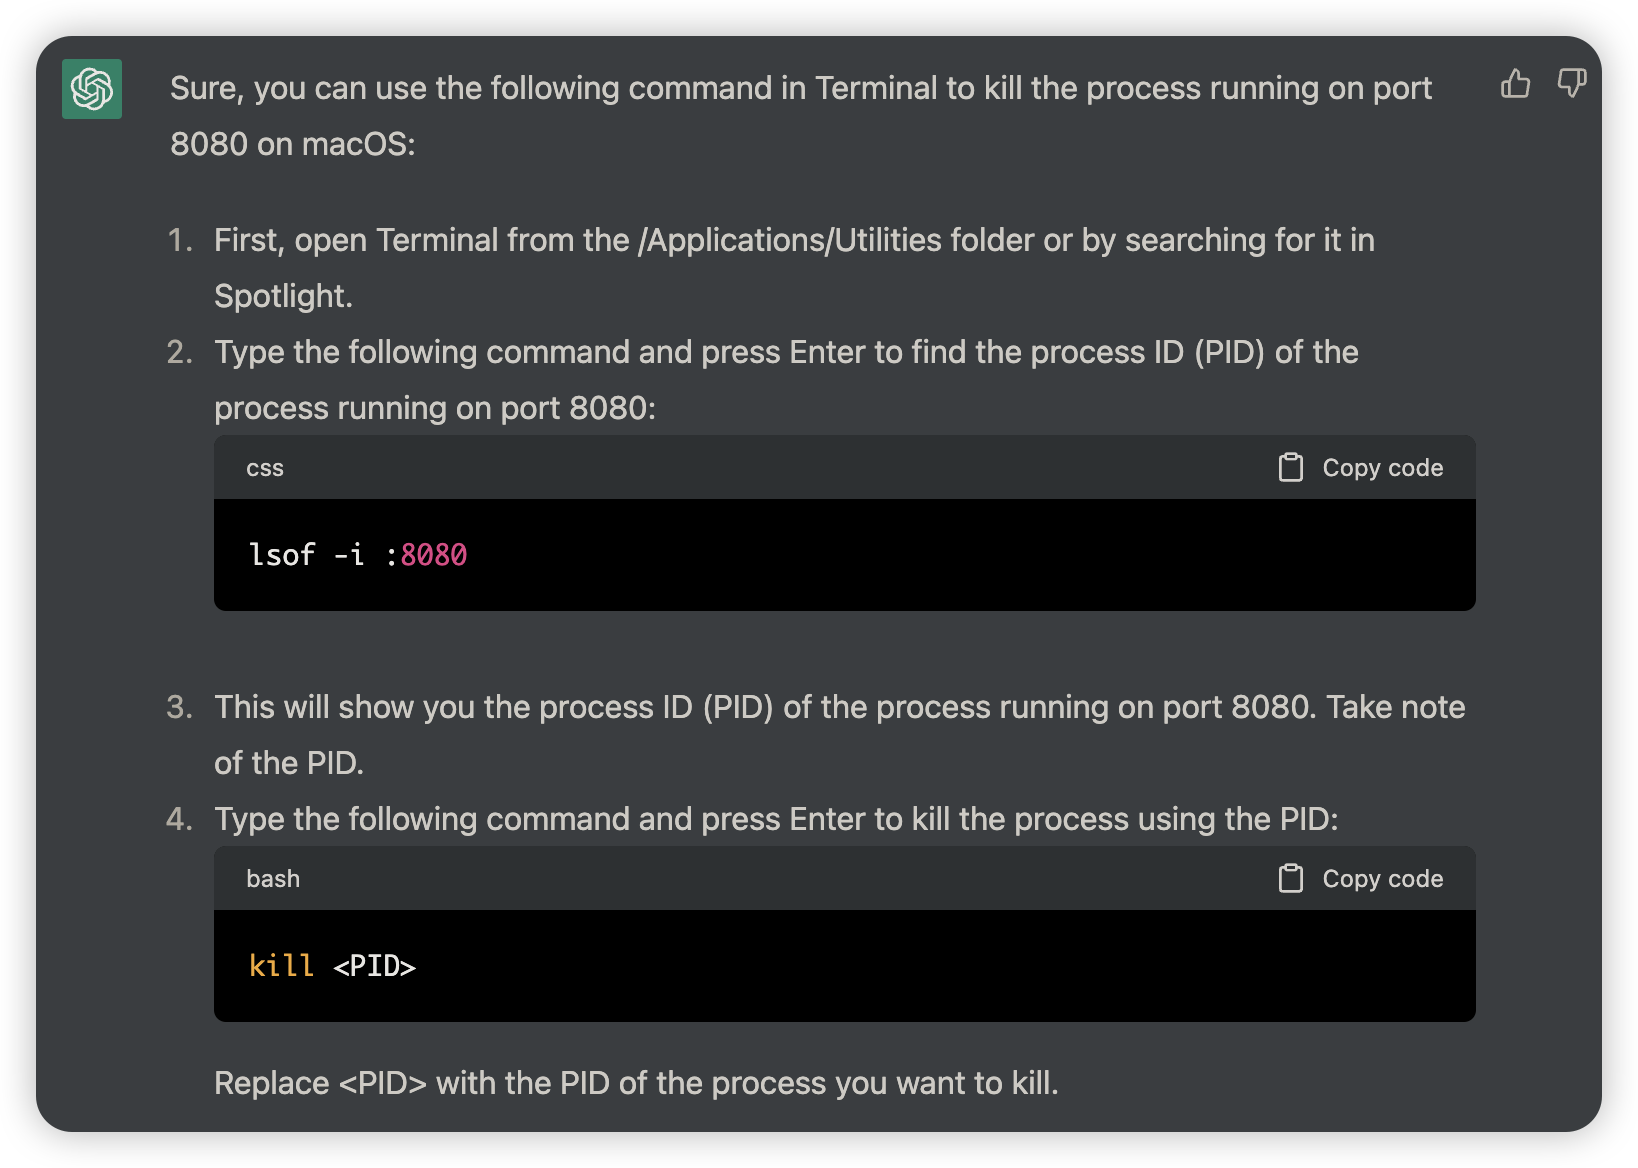 Sure, you can use the following command in Terminal to kill the process running on port
8080 on macOS:
1. First, open Terminal from the /Applications/Utilities folder or by searching for it in
Spotlight.
2. Type the following command and press Enter to find the process ID (PID) of the
process running on port 8080:
css Copy code
lsof -i :8080
3. This will show you the process ID (PID) of the process running on port 8080. Take note
of the PID.
4. Type the following command and press Enter to kill the process using the PID:
bash Copy code
kill <PID>
Replace <PID> with the PID of the process you want to kill.